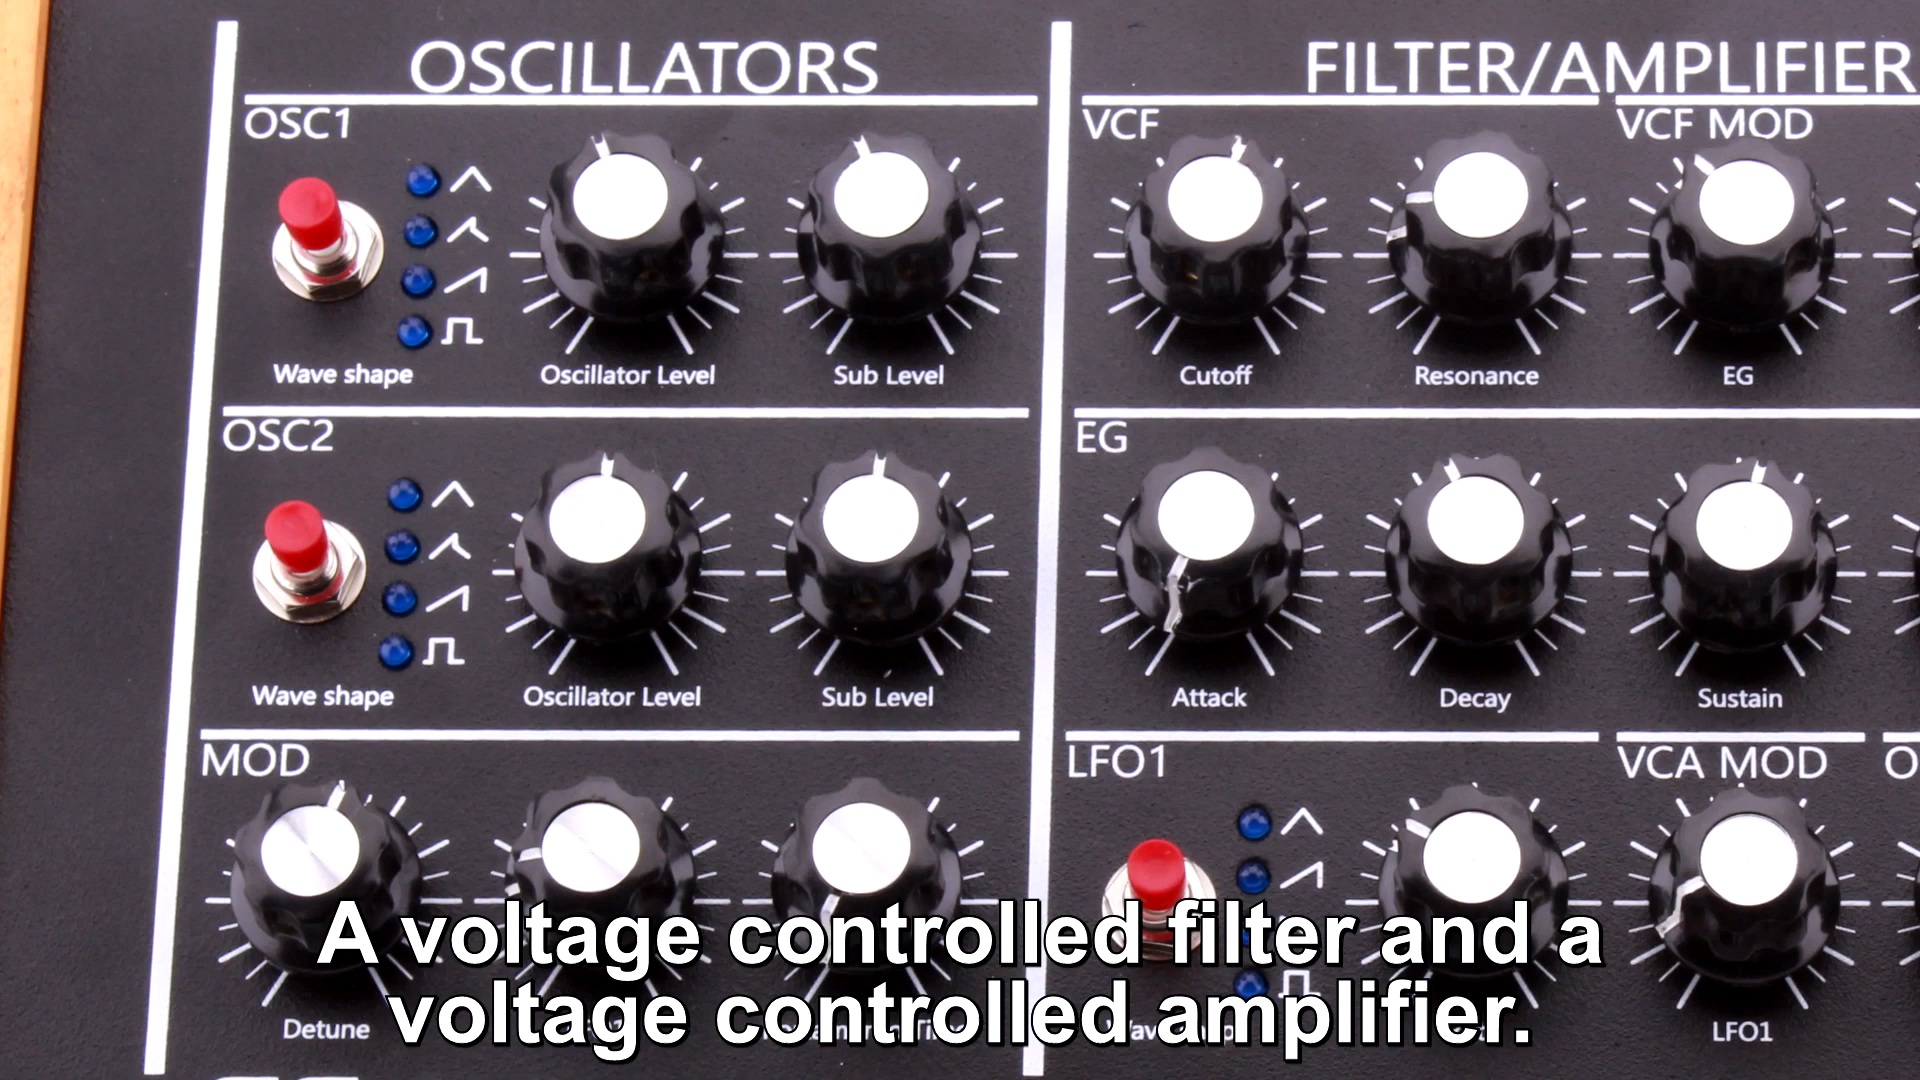 OSCILLATORS
FILTER/AMPLIFIER
OSC1
VCF
VCF MOD
Wave shape
Oscillator Level
Sub Level
Cutoff
Resonance
EG
OSC2
EG
Wave shape
Oscillator Level
Sub Level
Attack
Decay
Sustain
MOD
LFO1
VCA MOD
O
A voltage controlled filter and a
voltage controlled amplifier.
Detune
LFO1